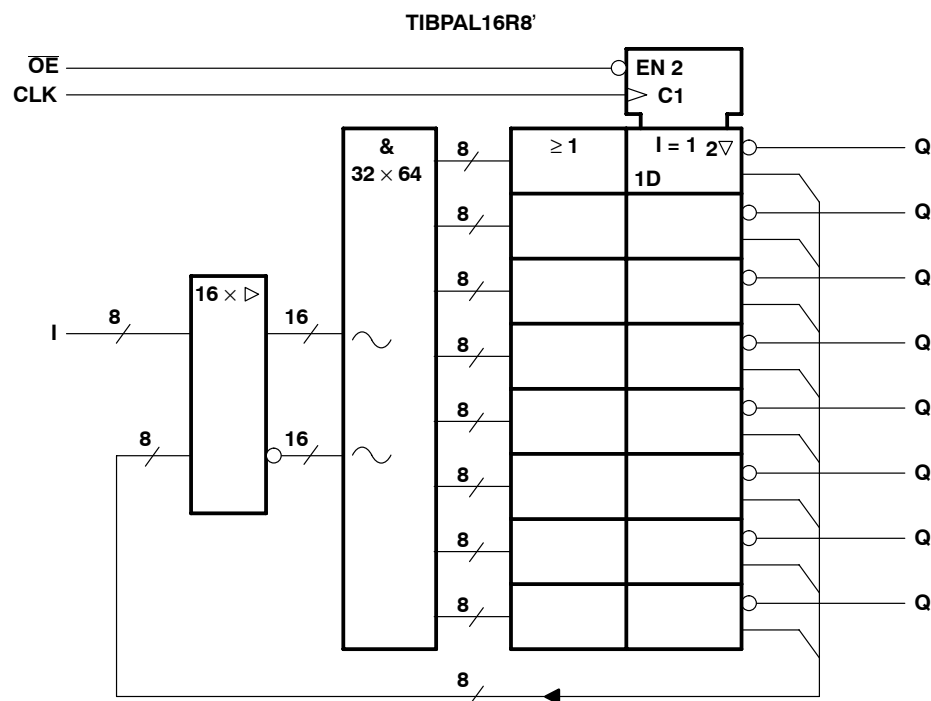 TIBPAL16R8’
O̅E̅
EN 2
CLK
C1
&
32 × 64
8
≥ 1
I = 1
2▽
Q
1D
8
Q
8
Q
16 × ▷
8
16
I
8
Q
8
Q
8
16
8
Q
8
Q
8
Q
8